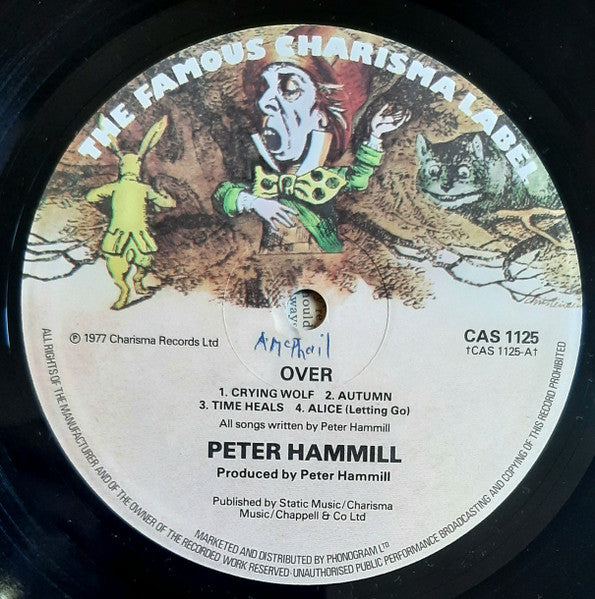 THE FAMOUS CHARISMA LABEL
℗ 1977 Charisma Records Ltd
CAS 1125
†CAS 1125-A†
AMcPhail
OVER
1. CRYING WOLF 2. AUTUMN
3. TIME HEALS 4. ALICE (Letting Go)
All songs written by Peter Hammill
PETER HAMMILL
Produced by Peter Hammill
Published by Static Music/Charisma
Music/Chappell & Co Ltd
MARKETED AND DISTRIBUTED BY PHONOGRAM LTD
ALL RIGHTS OF THE MANUFACTURER AND OF THE OWNER OF THE RECORDED WORK RESERVED·UNAUTHORISED PUBLIC PERFORMANCE BROADCASTING AND COPYING OF THIS RECORD PROHIBITED